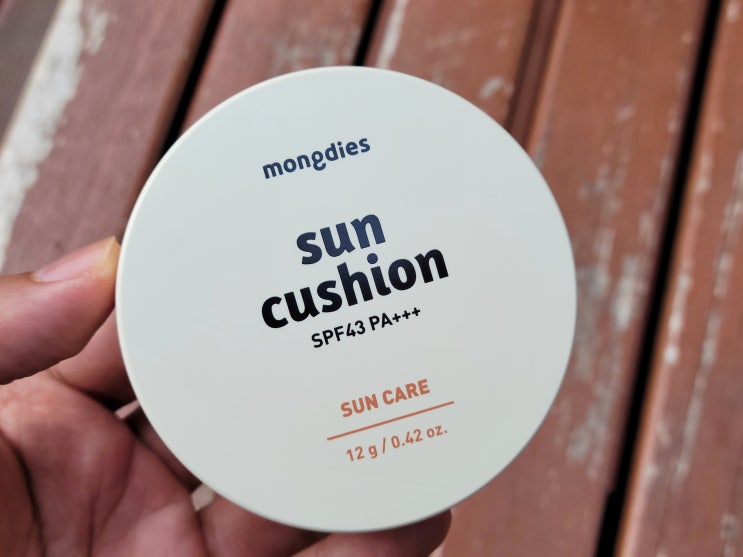 mongdies
sun
cushion
SPF43 PA+++
SUN CARE
12 g / 0.42 oz.